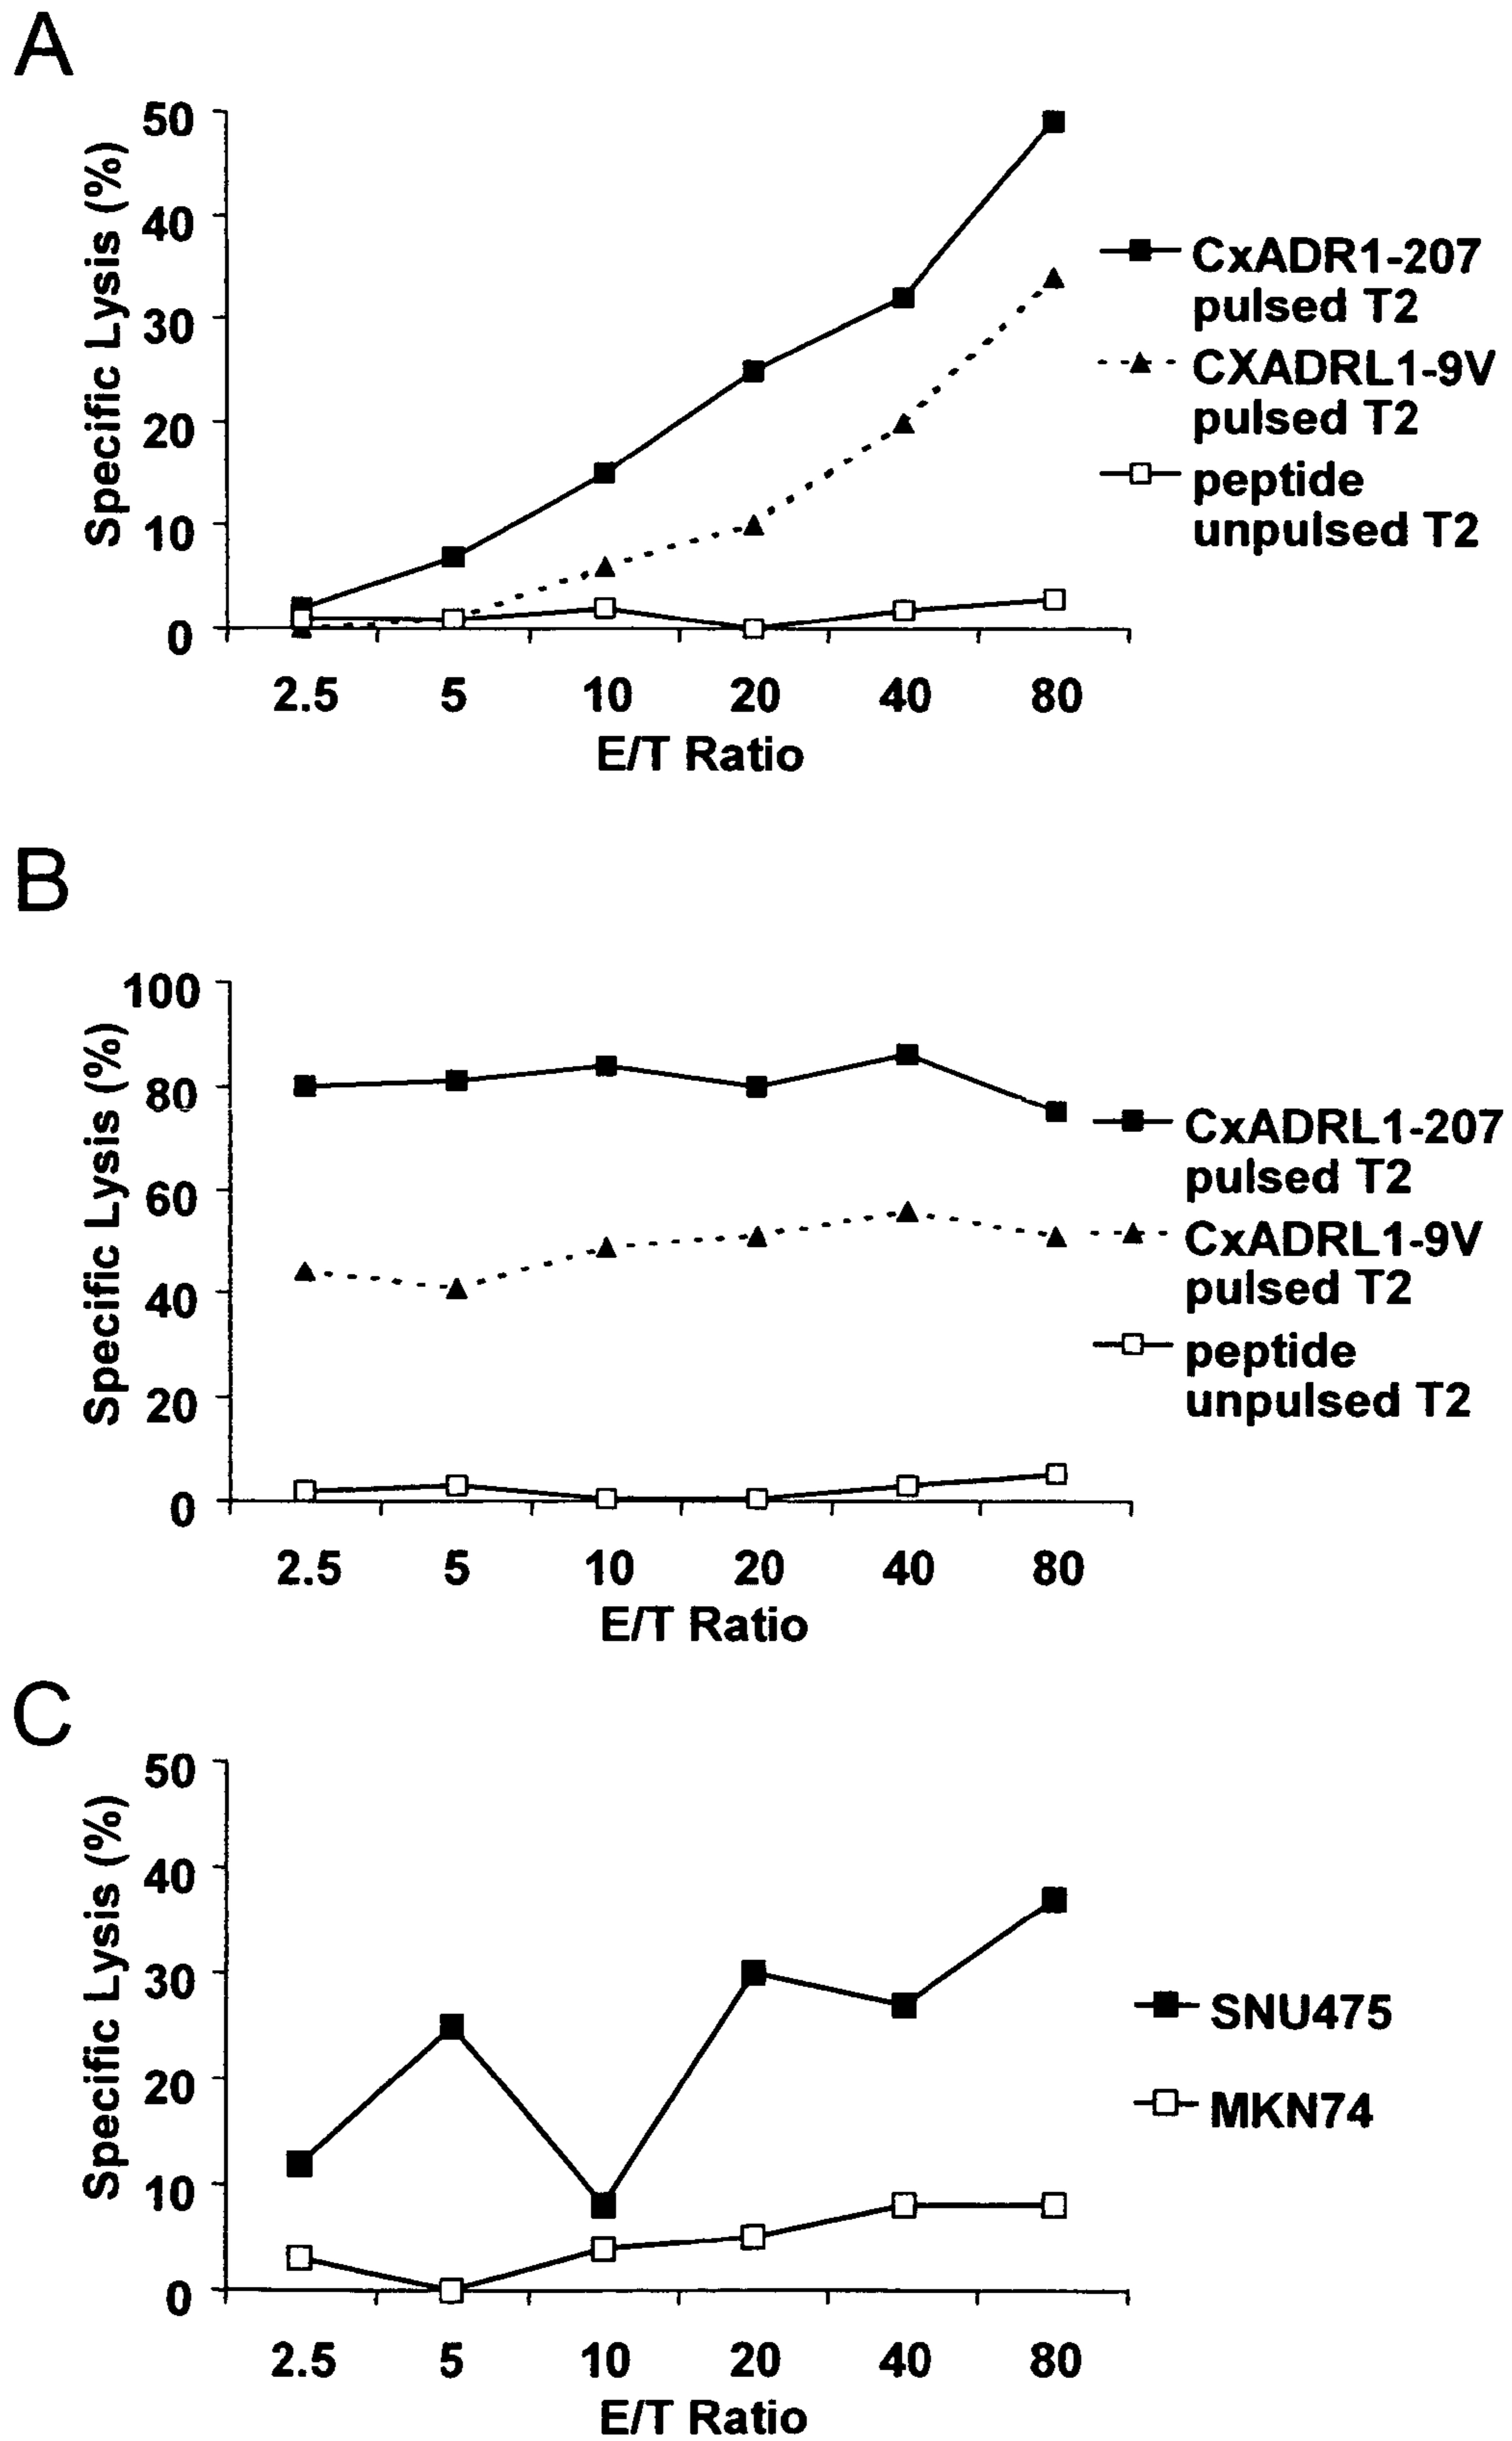 A
Specific Lysis (%)
50
40
30
20
10
0
2.5 5 10 20 40 80
E/T Ratio
CxADR1-207
pulsed T2
CXADRL1-9V
pulsed T2
peptide
unpulsed T2
B
Specific Lysis (%)
100
80
60
40
20
0
2.5 5 10 20 40 80
E/T Ratio
CxADRL1-207
pulsed T2
CxADRL1-9V
pulsed T2
peptide
unpulsed T2
C
Specific Lysis (%)
50
40
30
20
10
0
2.5 5 10 20 40 80
E/T Ratio
SNU475
MKN74